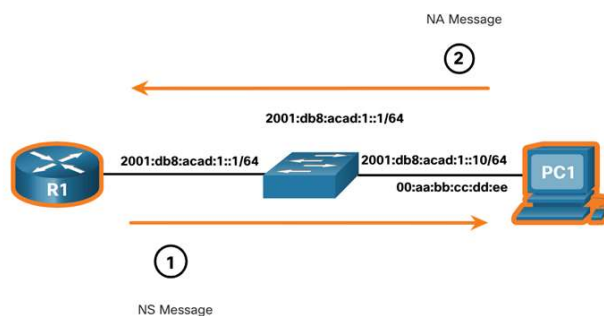 NA Message
2
2001:db8:acad:1::1/64
2001:db8:acad:1::1/64
2001:db8:acad:1::10/64
R1
PC1
00:aa:bb:cc:dd:ee
1
NS Message